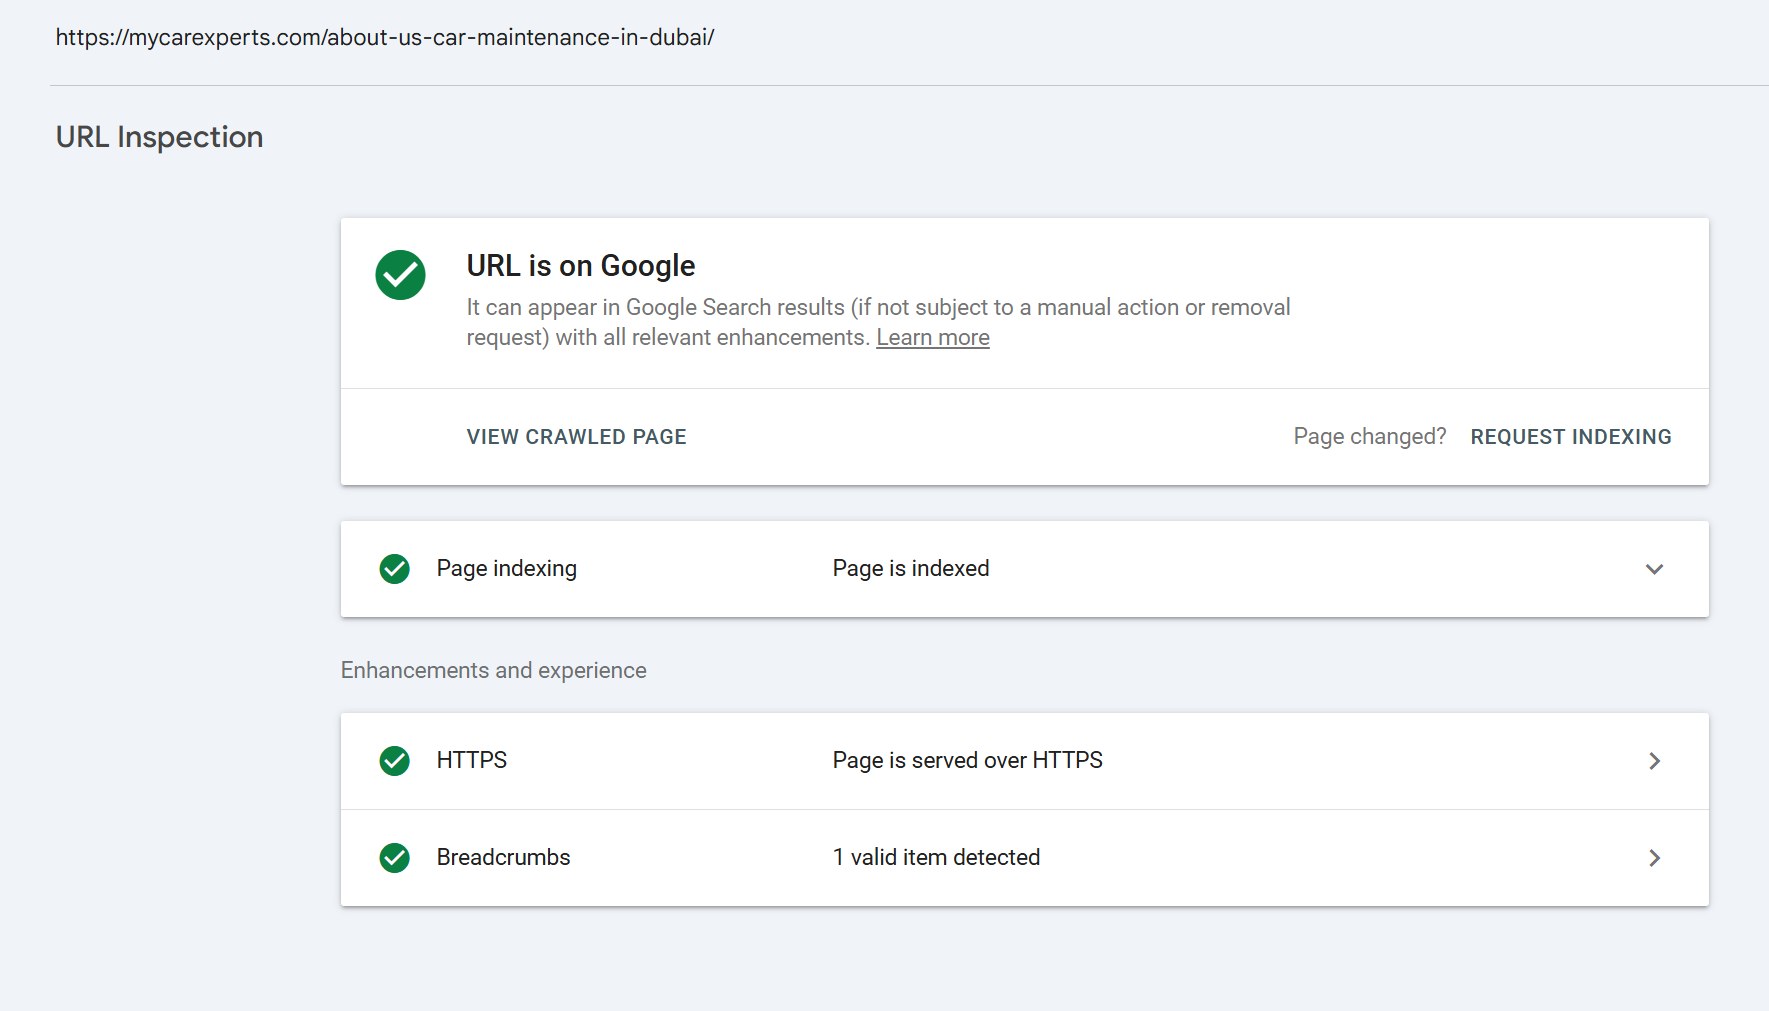 https://mycarexperts.com/about-us-car-maintenance-in-dubai/
URL Inspection
URL is on Google
It can appear in Google Search results (if not subject to a manual action or removal
request) with all relevant enhancements. Learn more
VIEW CRAWLED PAGE Page changed? REQUEST INDEXING
Page indexing Page is indexed
Enhancements and experience
HTTPS Page is served over HTTPS
Breadcrumbs 1 valid item detected